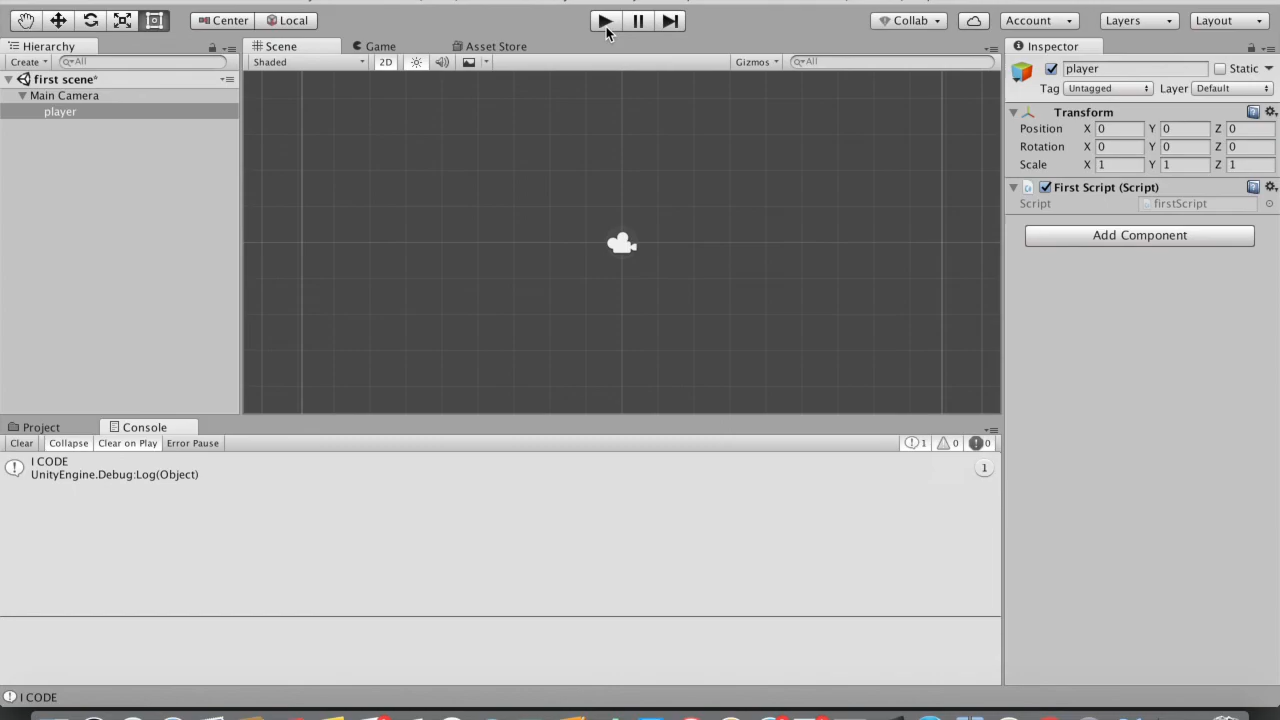 Center Local Collab Account Layers Layout
Hierarchy Scene Game Asset Store Inspector
Create All Shaded 2D Gizmos All
player Static
first scene*
Tag Untagged Layer Default
Main Camera
player
Transform
Position X 0 Y 0 Z 0
Rotation X 0 Y 0 Z 0
Scale X 1 Y 1 Z 1
First Script (Script)
Script firstScript
Add Component
Project Console
Clear Collapse Clear on Play Error Pause 1 0 0
I CODE
UnityEngine.Debug:Log(Object)
1
I CODE